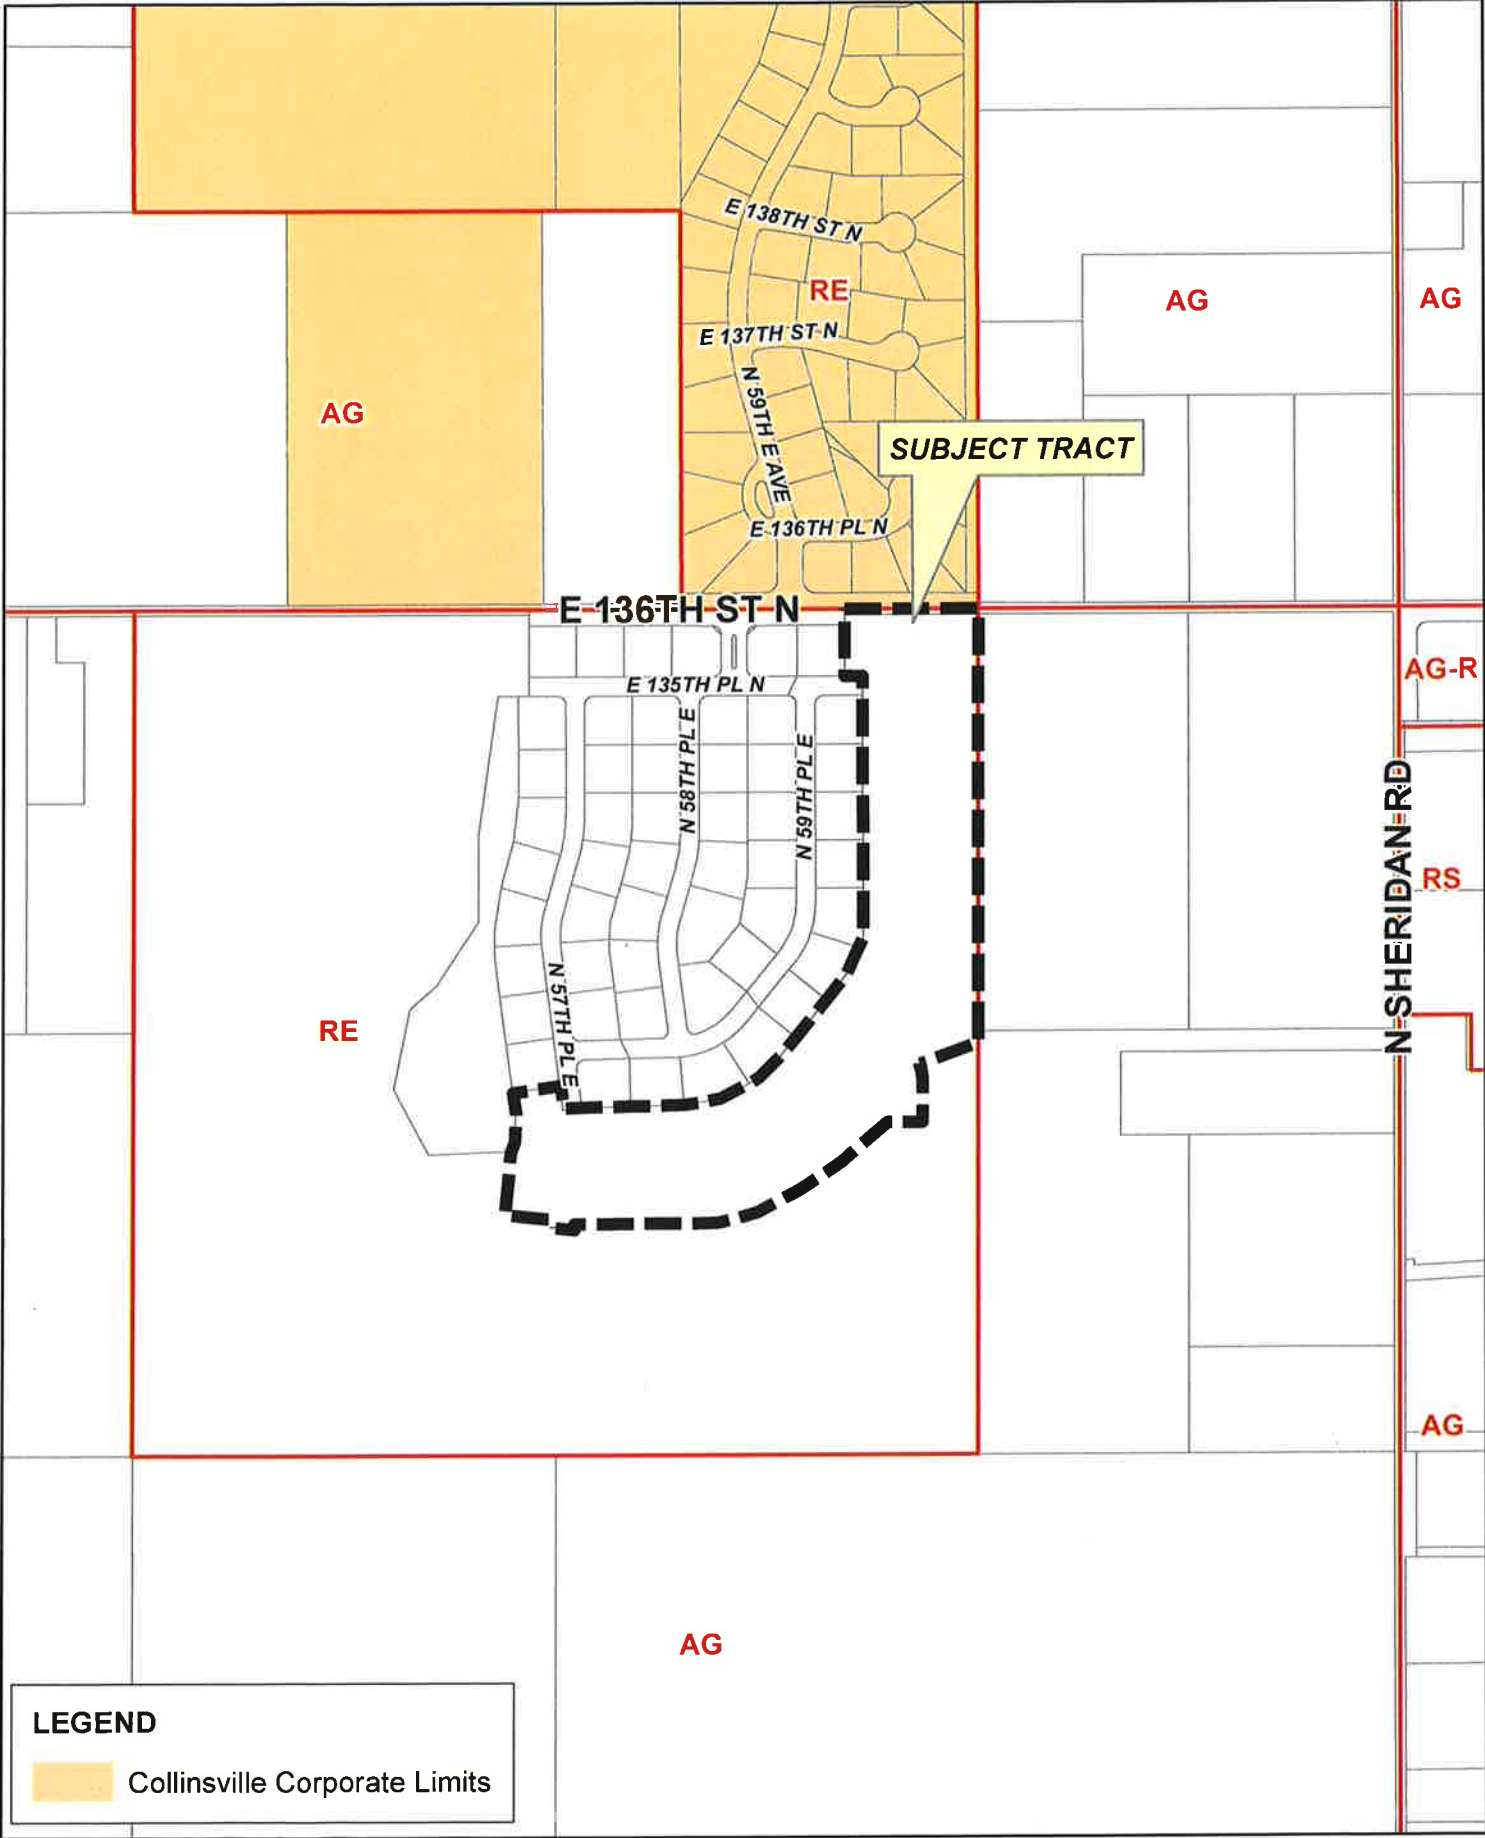 E 138TH ST N
RE
AG
AG
E 137TH ST N
N 59TH E AVE
AG
SUBJECT TRACT
E 136TH PL N
E 136TH ST N
AG-R
E 135TH PL N
N 58TH PL E
N 59TH PL E
N SHERIDAN RD
RS
N 57TH PL E
RE
AG
AG
LEGEND
Collinsville Corporate Limits